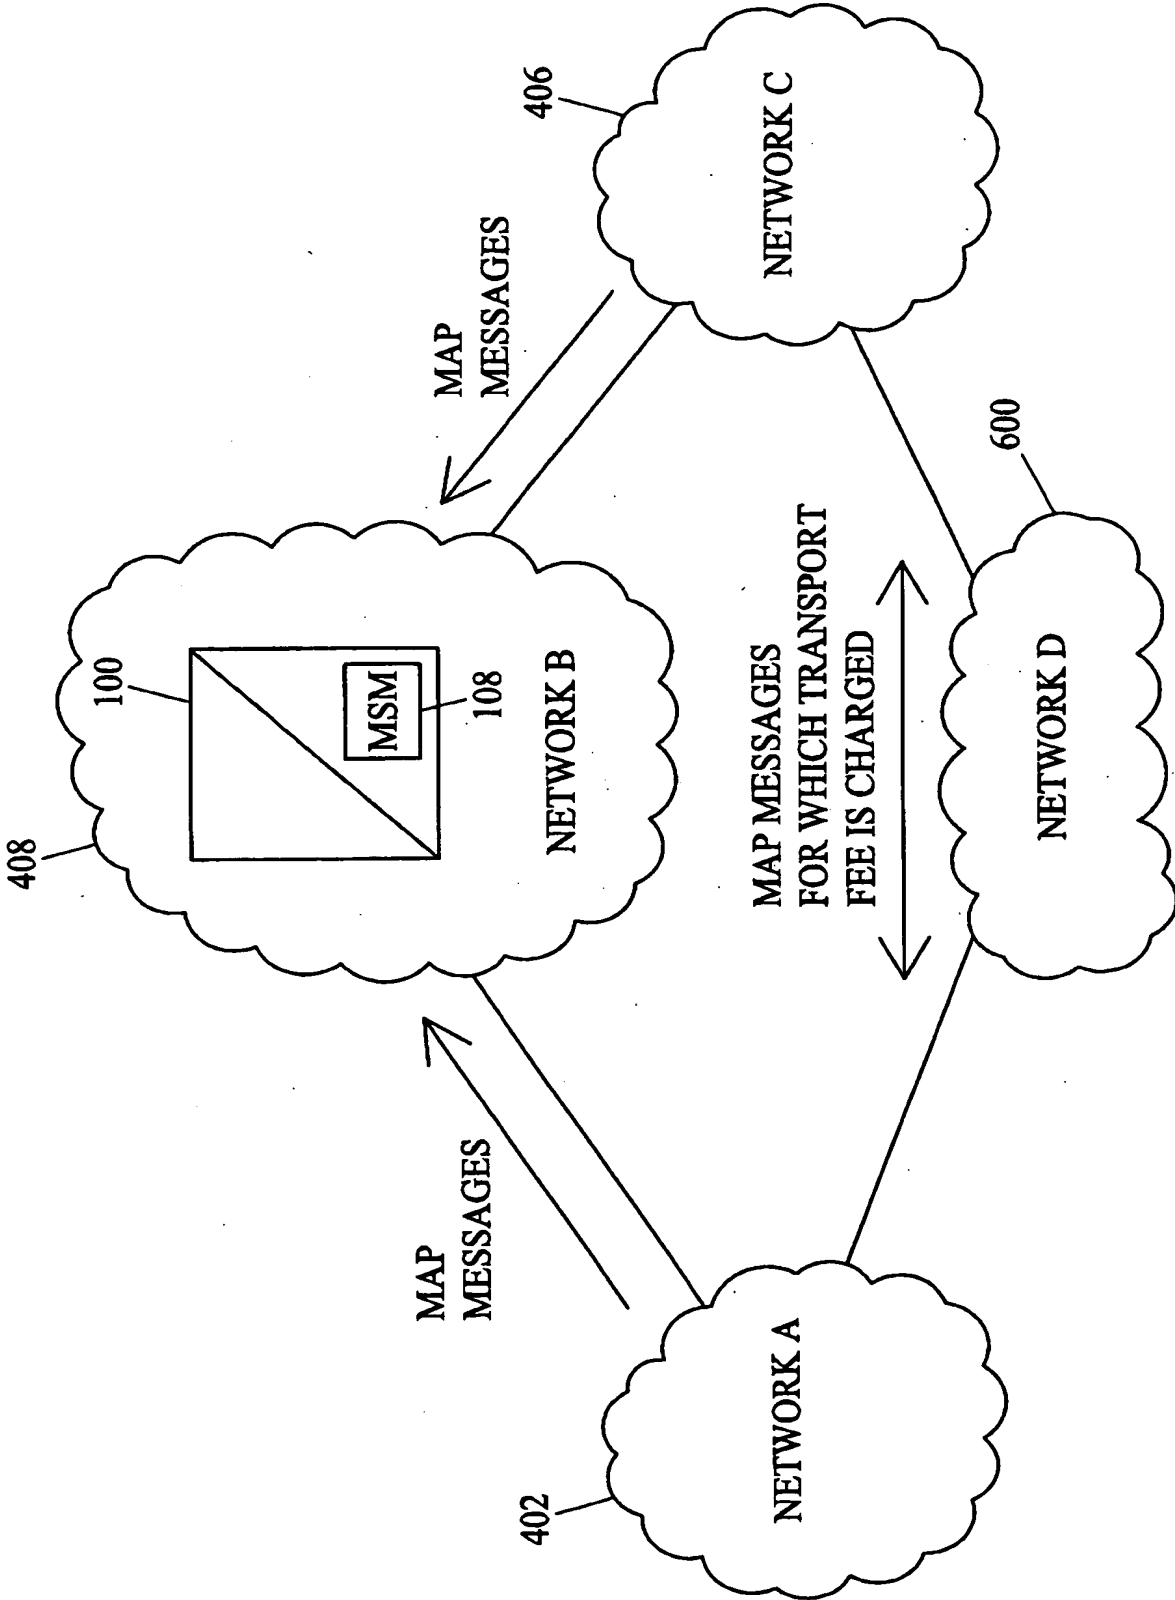 408
100
MSM
108
NETWORK B
MAP
MESSAGES
MAP
MESSAGES
402
NETWORK A
406
NETWORK C
MAP MESSAGES
FOR WHICH TRANSPORT
FEE IS CHARGED
600
NETWORK D